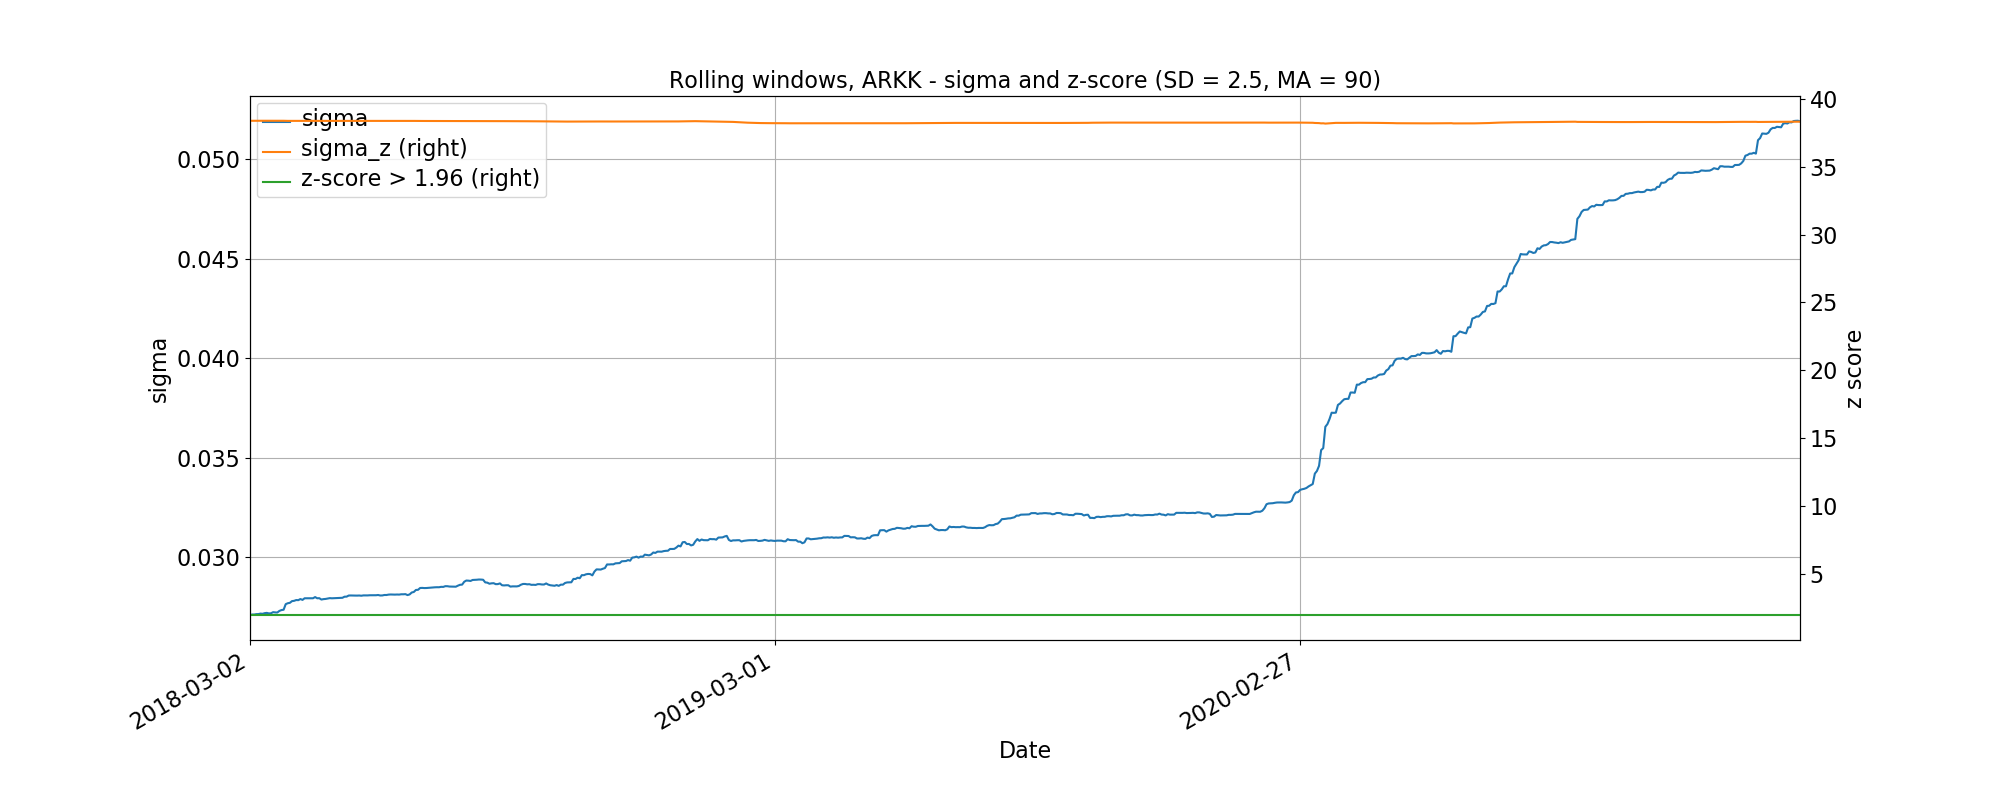 Rolling windows, ARKK - sigma and z-score (SD = 2.5, MA = 90)
sigma
sigma_z (right)
z-score > 1.96 (right)
0.050
0.045
0.040
0.035
0.030
sigma
40
35
30
25
20
15
10
5
z score
2018-03-02
2019-03-01
2020-02-27
Date